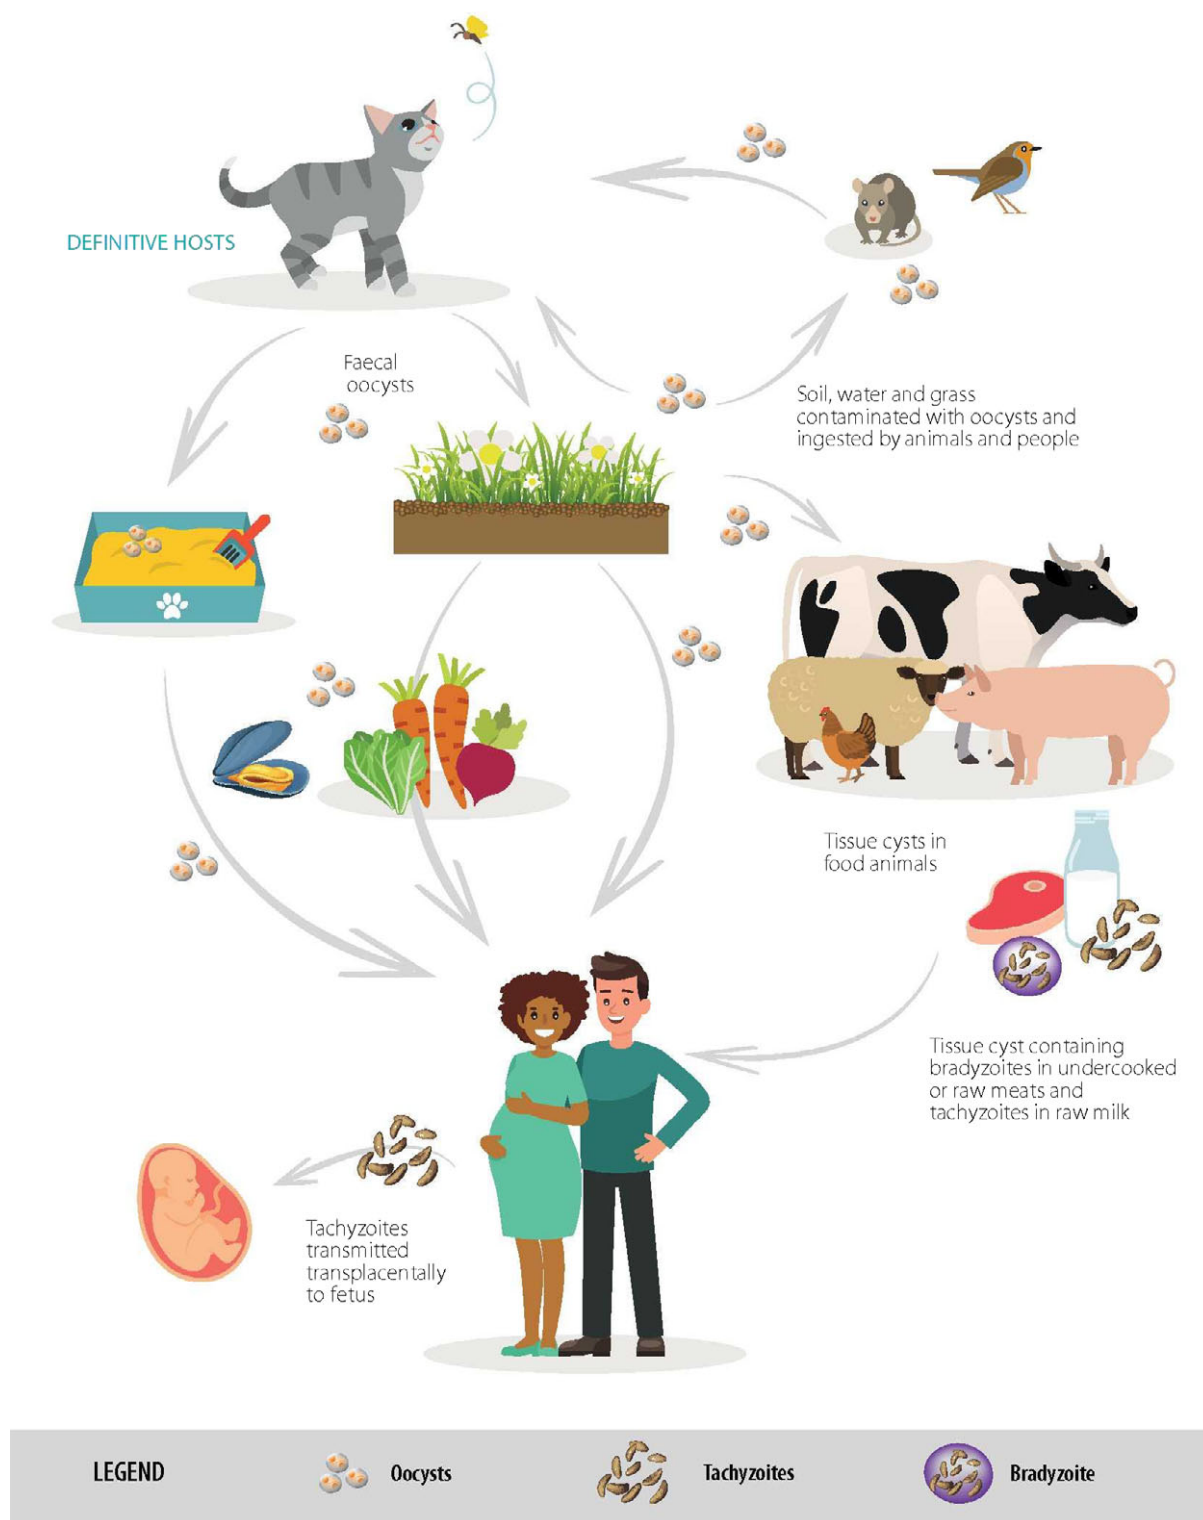 DEFINITIVE HOSTS
Faecal
oocysts
Soil, water and grass
contaminated with oocysts and
ingested by animals and people
Tissue cysts in
food animals
Tissue cyst containing
bradyzoites in undercooked
or raw meats and
tachyzoites in raw milk
Tachyzoites
transmitted
transplacentally
to fetus
LEGEND
Oocysts
Tachyzoites
Bradyzoite